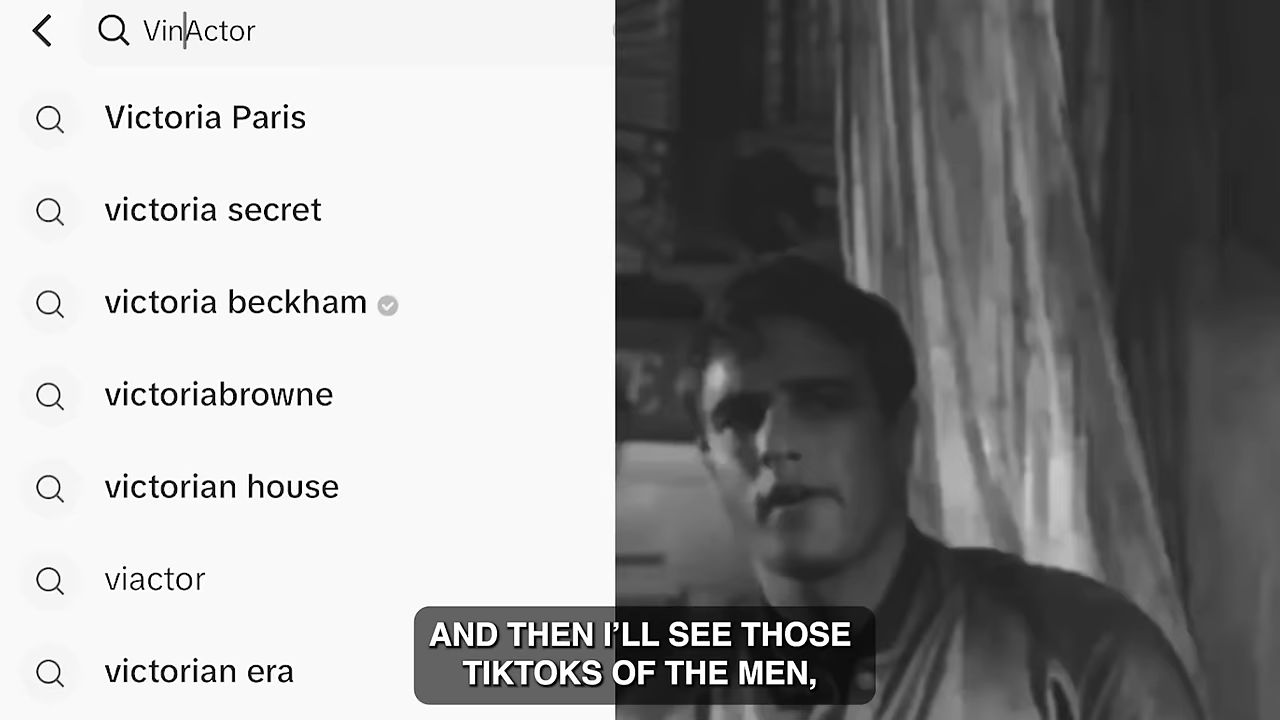 VinActor
Victoria Paris
victoria secret
victoria beckham
victoriabrowne
victorian house
viactor
victorian era
AND THEN I'LL SEE THOSE
TIKTOKS OF THE MEN,